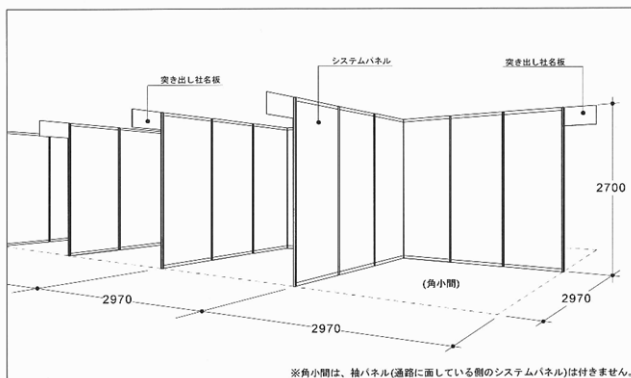 システムパネル
突き出し社名板
突き出し社名板
2700
(角小間)
2970
2970
2970
※角小間は、袖パネル(通路に面している側のシステムパネル)は付きません。